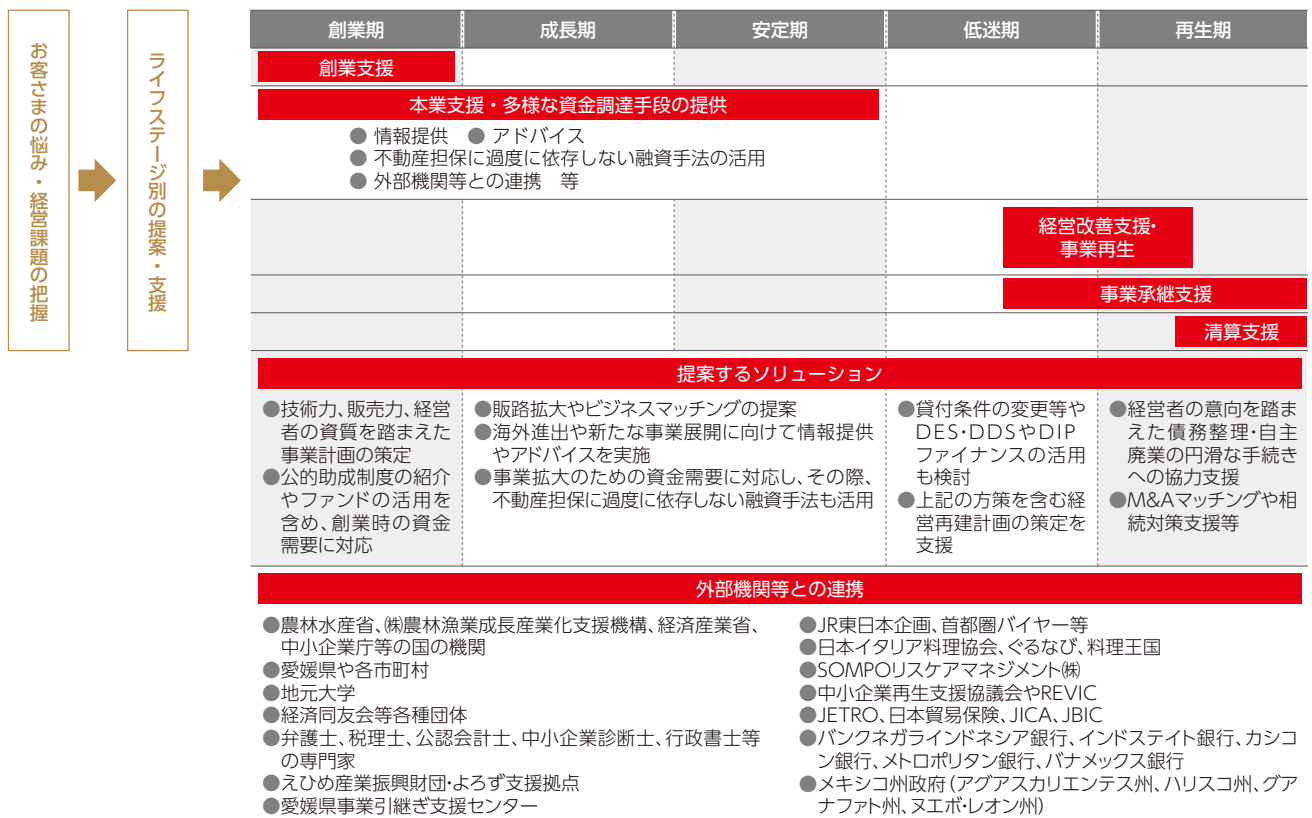 お客さまの悩み・経営課題の把握
ライフステージ別の提案・支援
創業期
成長期
安定期
低迷期
再生期
創業支援
本業支援・多様な資金調達手段の提供
●情報提供 ●アドバイス
●不動産担保に過度に依存しない融資手法の活用
●外部機関等との連携　等
経営改善支援・
事業再生
事業承継支援
清算支援
提案するソリューション
●技術力、販売力、経営
者の資質を踏まえた
事業計画の策定
●公的助成制度の紹介
やファンドの活用を
含め、創業時の資金
需要に対応
●販路拡大やビジネスマッチングの提案
●海外進出や新たな事業展開に向けて情報提供
やアドバイスを実施
●事業拡大のための資金需要に対応し、その際、
不動産担保に過度に依存しない融資手法も活用
●貸付条件の変更等や
DES・DDSやDIP
ファイナンスの活用
も検討
●上記の方策を含む経
営再建計画の策定を
支援
●経営者の意向を踏ま
えた債務整理・自主
廃業の円滑な手続き
への協力支援
●M&Aマッチングや相
続対策支援等
外部機関等との連携
●農林水産省、㈱農林漁業成長産業化支援機構、経済産業省、
中小企業庁等の国の機関
●愛媛県や各市町村
●地元大学
●経済同友会等各種団体
●弁護士、税理士、公認会計士、中小企業診断士、行政書士等
の専門家
●えひめ産業振興財団・よろず支援拠点
●愛媛県事業引継ぎ支援センター
●JR東日本企画、首都圏バイヤー等
●日本イタリア料理協会、ぐるなび、料理王国
●SOMPOリスケアマネジメント㈱
●中小企業再生支援協議会やREVIC
●JETRO、日本貿易保険、JICA、JBIC
●バンクネガラインドネシア銀行、インドステイト銀行、カシコ
ン銀行、メトロポリタン銀行、バナメックス銀行
●メキシコ州政府（アグアスカリエンテス州、ハリスコ州、グア
ナファト州、ヌエボ・レオン州）